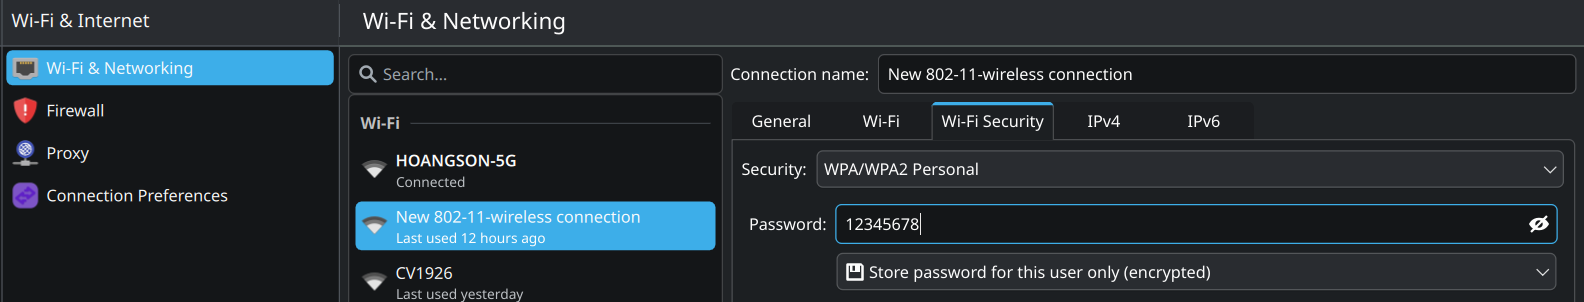 Wi-Fi & Internet
Wi-Fi & Networking
Firewall
Proxy
Connection Preferences
Wi-Fi & Networking
Search...
Wi-Fi
HOANGSON-5G
Connected
New 802-11-wireless connection
Last used 12 hours ago
CV1926
Last used yesterday
Connection name: New 802-11-wireless connection
General Wi-Fi Wi-Fi Security IPv4 IPv6
Security: WPA/WPA2 Personal
Password: 12345678
Store password for this user only (encrypted)